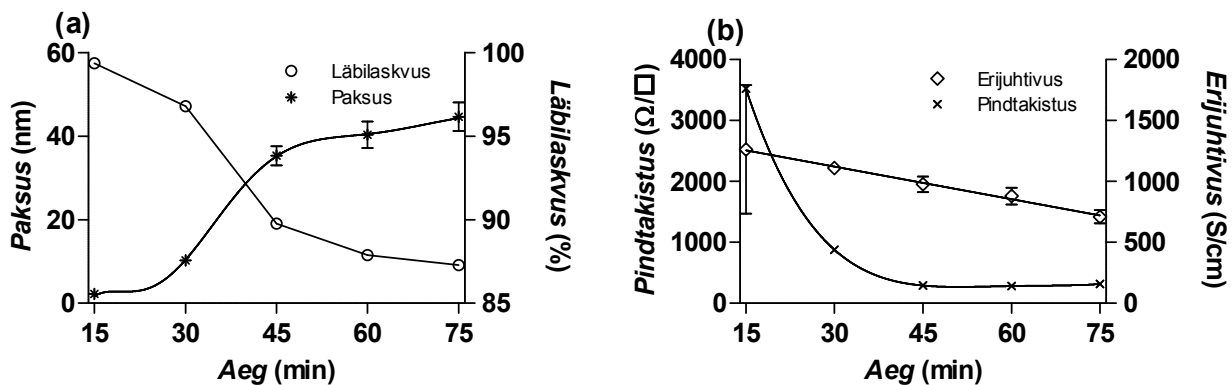 (a)
60
40
20
0
Paksus (nm)
100
95
90
85
Läbilaskvus (%)
Läbilaskvus
Paksus
15 30 45 60 75
Aeg (min)
(b)
4000
3000
2000
1000
0
Pindtakistus (Ω/□)
2000
1500
1000
500
0
Erijuhtivus (S/cm)
Erijuhtivus
Pindtakistus
15 30 45 60 75
Aeg (min)